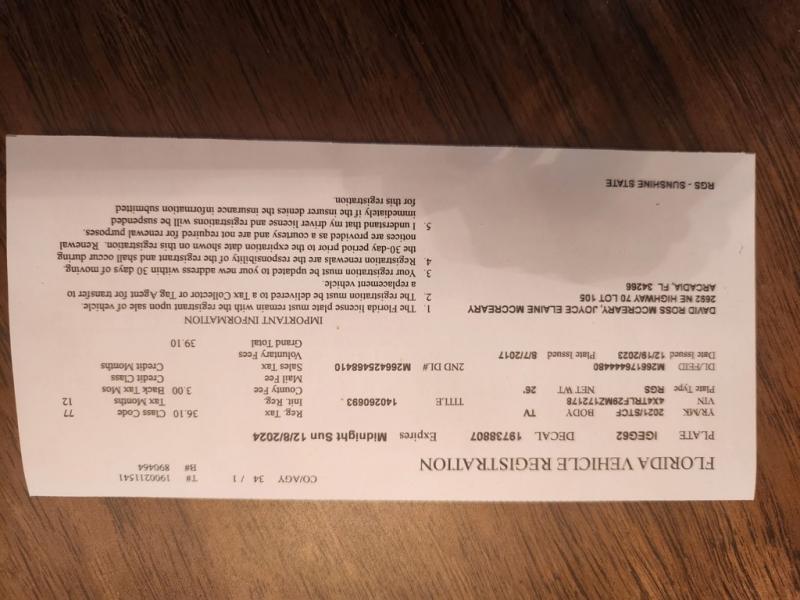 CO/AGY 34 / 1 T# 1900211541
B# 890464
FLORIDA VEHICLE REGISTRATION
PLATE IGEG62 DECAL 19738807 Expires Midnight Sun 12/8/2024
YR/MK 2021/STCF BODY TV Reg. Tax 36.10 Class Code 77
VIN 4X4TRLF29MZ172178 TITLE 140260693 Init. Reg. Tax Months 12
Plate Type RGS NET WT 26' County Fee 3.00 Back Tax Mos
Mail Fee Credit Class
DL/FEID M266176444480 2ND DL# M266425468410 Sales Tax Credit Months
Date Issued 12/19/2023 Plate Issued 8/7/2017 Voluntary Fees
Grand Total 39.10
IMPORTANT INFORMATION
DAVID ROSS MCCREARY, JOYCE ELAINE MCCREARY
2692 NE HIGHWAY 70 LOT 105
ARCADIA, FL 34266
1. The Florida license plate must remain with the registrant upon sale of vehicle.
2. The registration must be delivered to a Tax Collector or Tag Agent for transfer to
a replacement vehicle.
3. Your registration must be updated to your new address within 30 days of moving.
4. Registration renewals are the responsibility of the registrant and shall occur during
the 30-day period prior to the expiration date shown on this registration. Renewal
notices are provided as a courtesy and are not required for renewal purposes.
5. I understand that my driver license and registrations will be suspended
immediately if the insurer denies the insurance information submitted
for this registration.
RGS - SUNSHINE STATE